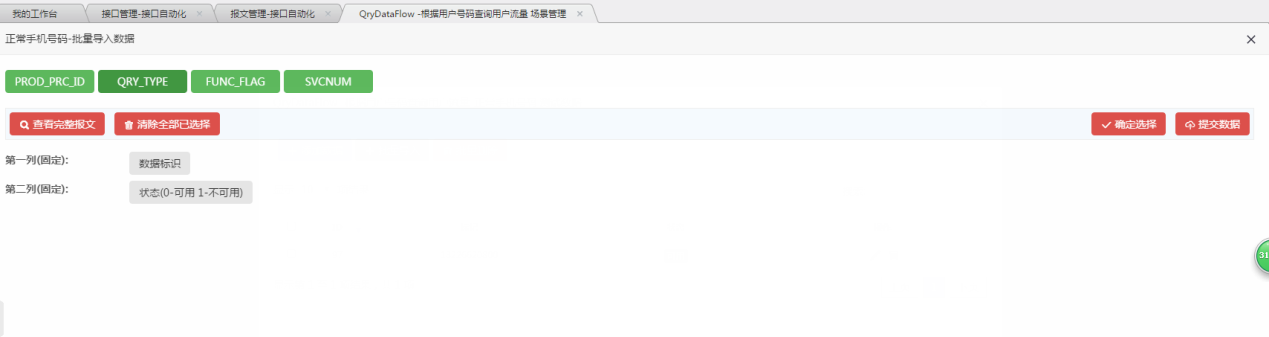 我的工作台 接口管理-接口自动化 × 报文管理-接口自动化 × QryDataFlow -根据用户号码查询用户流量 场景管理 ×
正常手机号码-批量导入数据 ×
PROD_PRC_ID QRY_TYPE FUNC_FLAG SVCNUM
查看完整报文 清除全部已选择 确定选择 提交数据
第一列(固定): 数据标识
第二列(固定): 状态(0-可用 1-不可用)
31